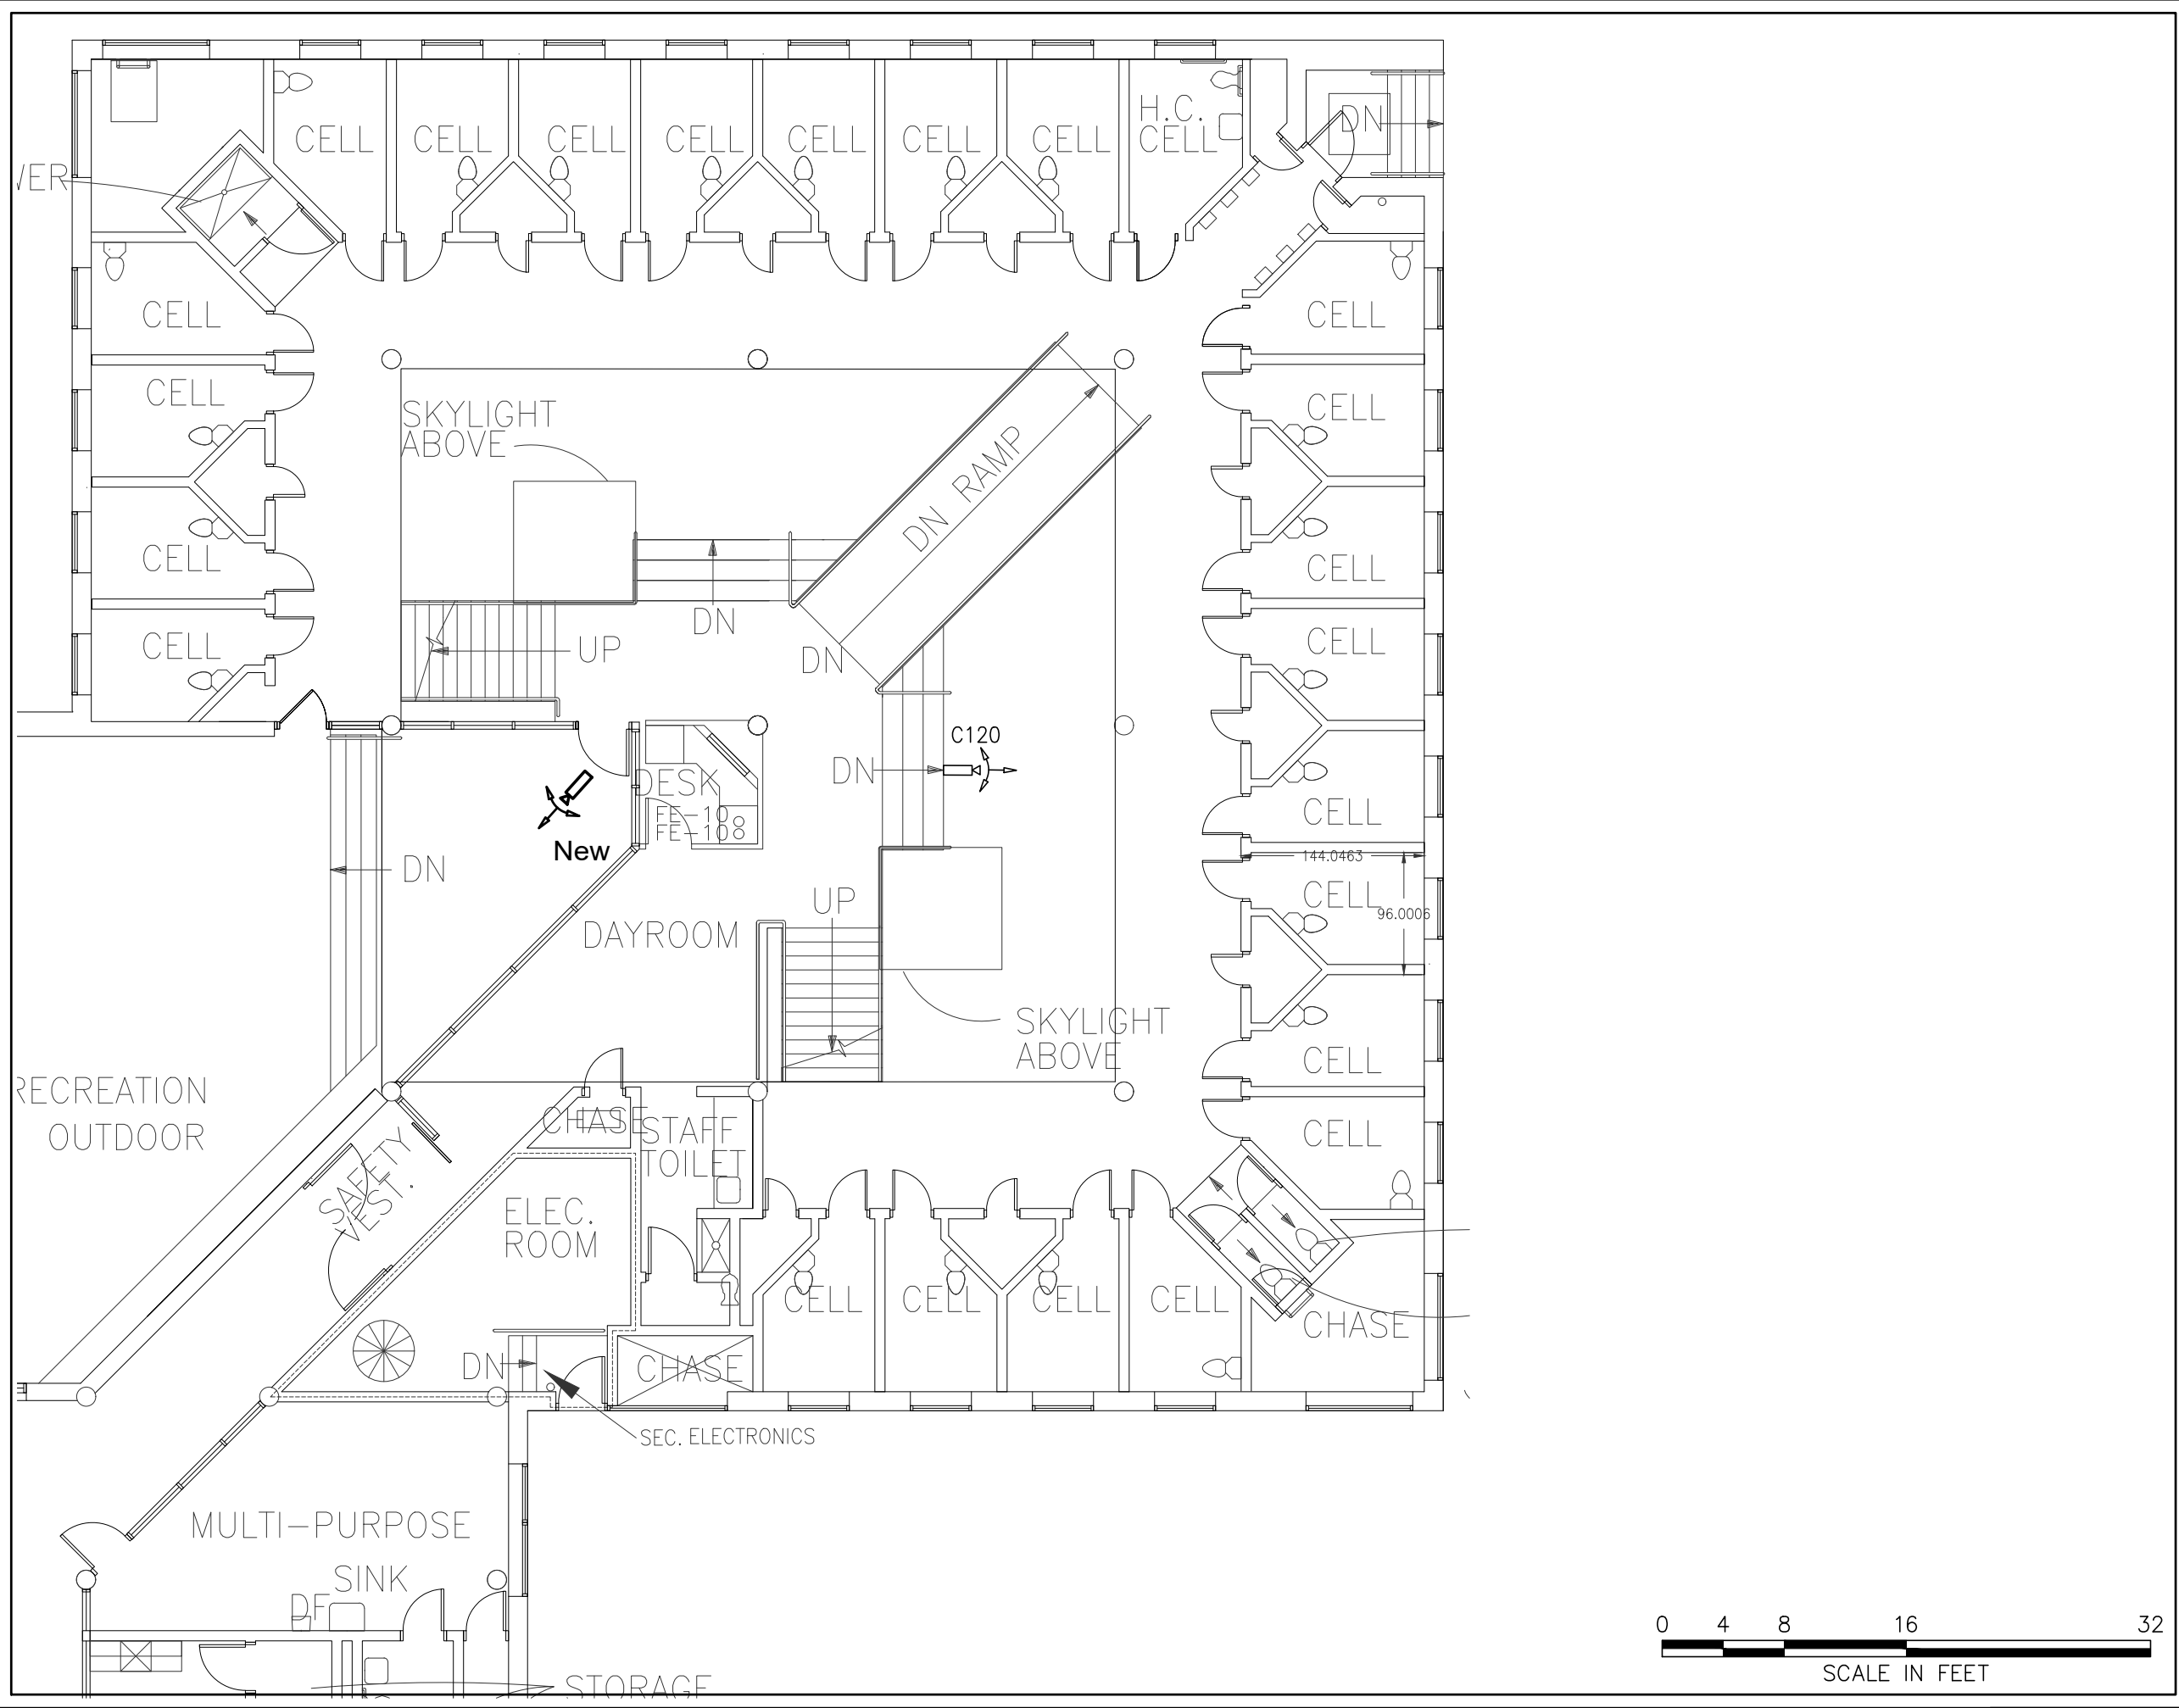 CELL
CELL
CELL
CELL
CELL
CELL
CELL
H.C.
CELL
DN
VER
CELL
CELL
CELL
CELL
CELL
CELL
SKYLIGHT
ABOVE
DN RAMP
CELL
CELL
DN
UP
DN
CELL
C120
DN
DESK
FE-10
FE-10
New
CELL
144.0463
DN
CELL
96.0006
UP
DAYROOM
SKYLIGHT
ABOVE
CELL
RECREATION
OUTDOOR
CHASE
STAFF
TOILET
CELL
SAFETY
VEST.
ELEC.
ROOM
CELL
CELL
CELL
CELL
CHASE
DN
CHASE
SEC. ELECTRONICS
MULTI-PURPOSE
SINK
DF
STORAGE
0 4 8 16 32
SCALE IN FEET